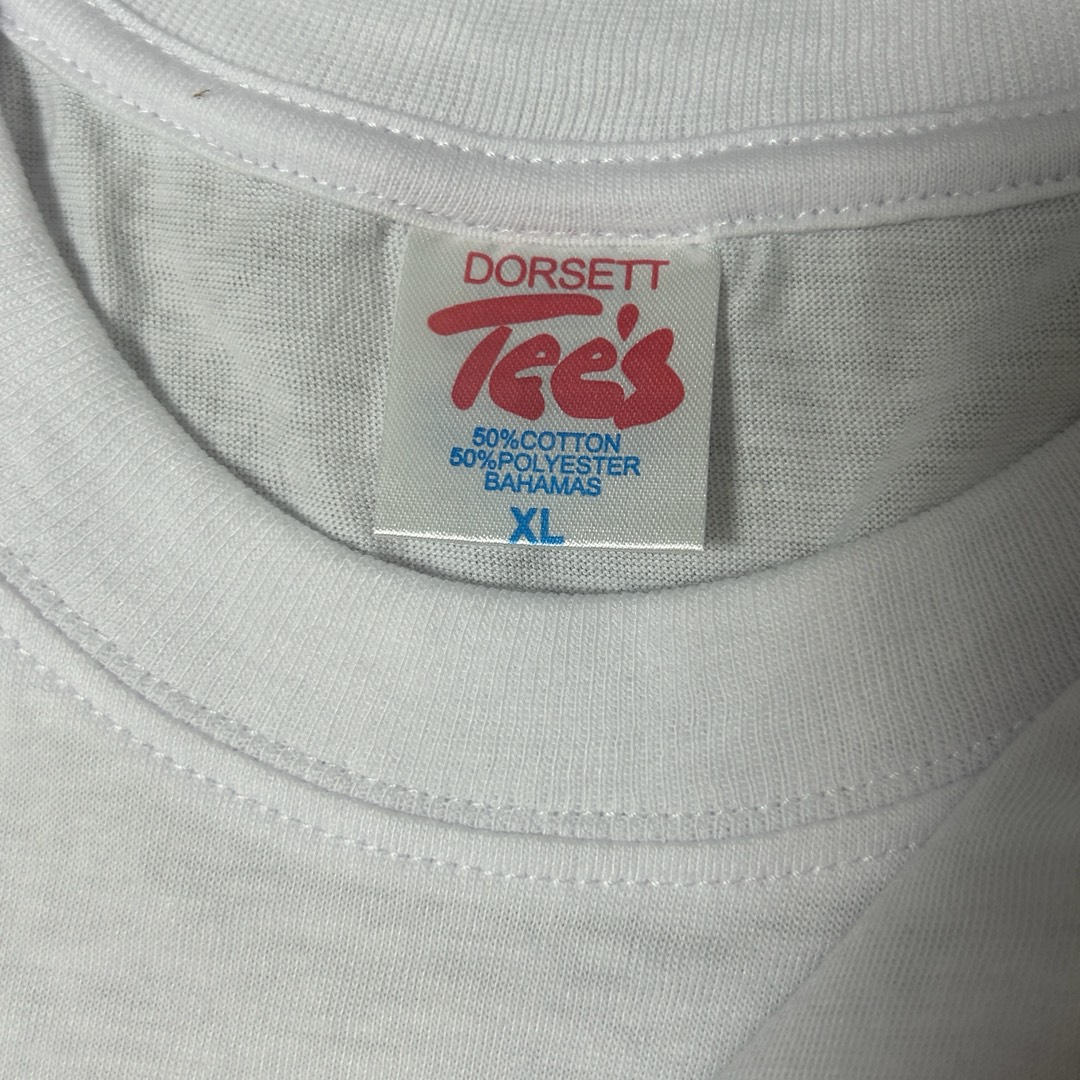 DORSETT
Tee's
50%COTTON
50%POLYESTER
BAHAMAS
XL